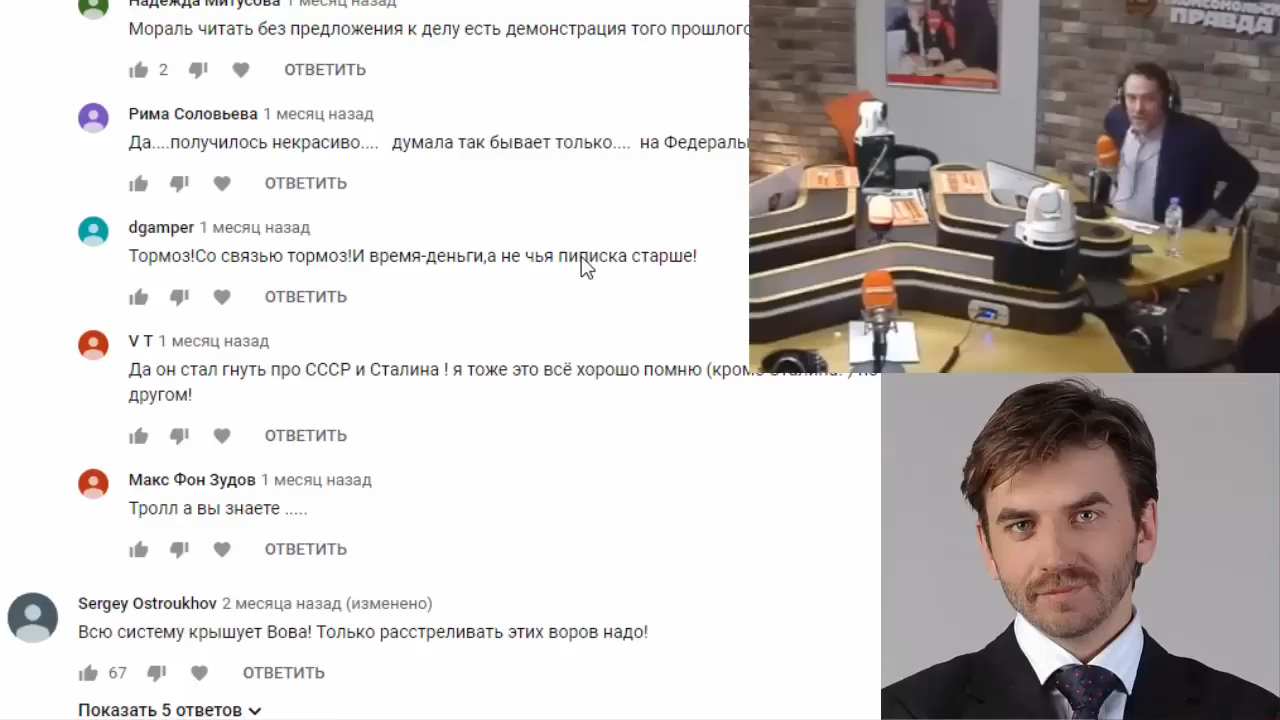 Надежда Митусова 1 месяц назад
Мораль читать без предложения к делу есть демонстрация того прошлого
2 ОТВЕТИТЬ
Рима Соловьева 1 месяц назад
Да....получилось некрасиво.... думала так бывает только.... на Федераль
ОТВЕТИТЬ
dgamper 1 месяц назад
Тормоз!Со связью тормоз!И время-деньги,а не чья пиписка старше!
ОТВЕТИТЬ
V T 1 месяц назад
Да он стал гнуть про СССР и Сталина ! я тоже это всё хорошо помню (кроме Сталина! ) по
другом!
ОТВЕТИТЬ
Макс Фон Зудов 1 месяц назад
Тролл а вы знаете .....
ОТВЕТИТЬ
Sergey Ostroukhov 2 месяца назад (изменено)
Всю систему крышует Вова! Только расстреливать этих воров надо!
67 ОТВЕТИТЬ
Показать 5 ответов
ПРАВДА